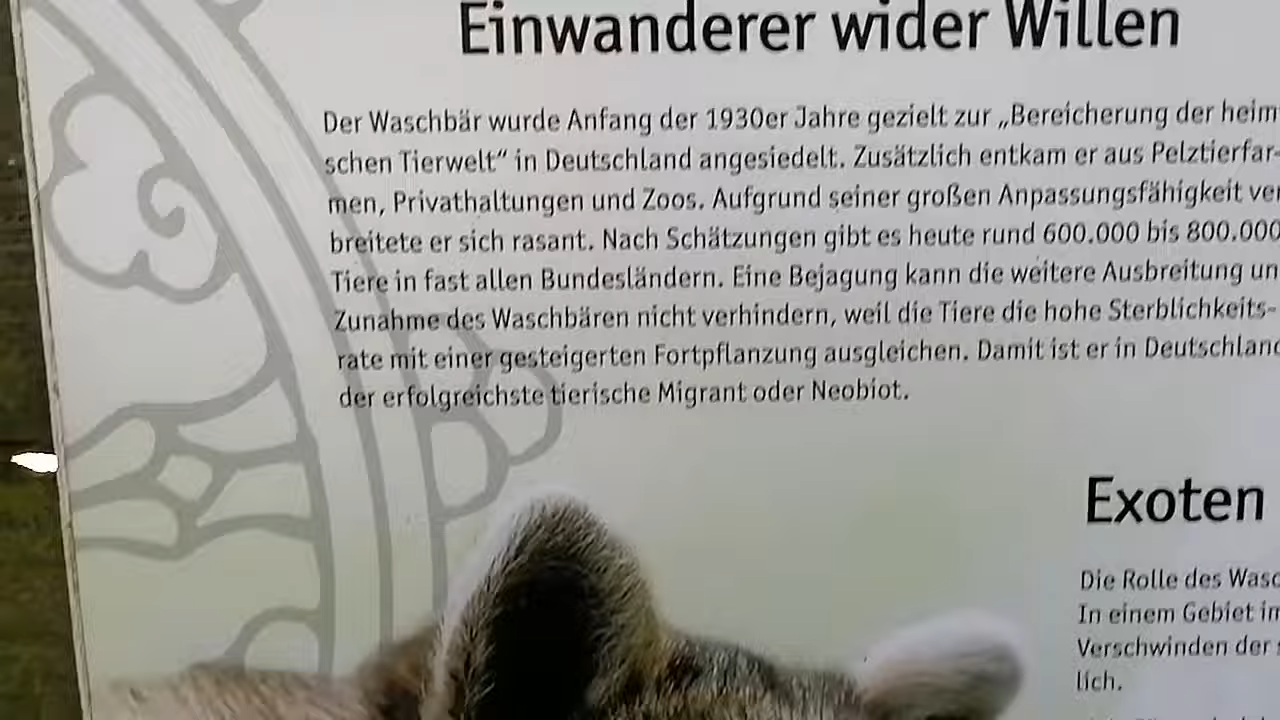 Einwanderer wider Willen
Der Waschbär wurde Anfang der 1930er Jahre gezielt zur „Bereicherung der heim
schen Tierwelt“ in Deutschland angesiedelt. Zusätzlich entkam er aus Pelztierfar-
men, Privathaltungen und Zoos. Aufgrund seiner großen Anpassungsfähigkeit ver
breitete er sich rasant. Nach Schätzungen gibt es heute rund 600.000 bis 800.000
Tiere in fast allen Bundesländern. Eine Bejagung kann die weitere Ausbreitung un
Zunahme des Waschbären nicht verhindern, weil die Tiere die hohe Sterblichkeits-
rate mit einer gesteigerten Fortpflanzung ausgleichen. Damit ist er in Deutschland
der erfolgreichste tierische Migrant oder Neobiot.
Exoten
Die Rolle des Wasc
In einem Gebiet im
Verschwinden der
lich.